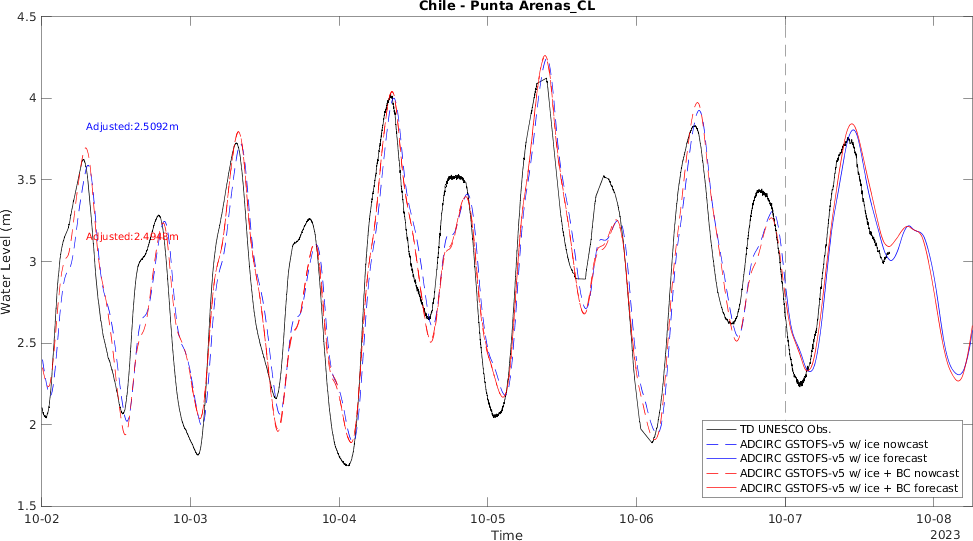 Chile - Punta Arenas_CL
4.5
4
3.5
3
2.5
2
1.5
Water Level (m)
Adjusted:2.5092m
10-02
10-03
10-04
10-05
10-06
10-07
10-08
2023
Time
TD UNESCO Obs.
ADCIRC GSTOFS-v5 w/ ice nowcast
ADCIRC GSTOFS-v5 w/ ice forecast
ADCIRC GSTOFS-v5 w/ ice + BC nowcast
ADCIRC GSTOFS-v5 w/ ice + BC forecast